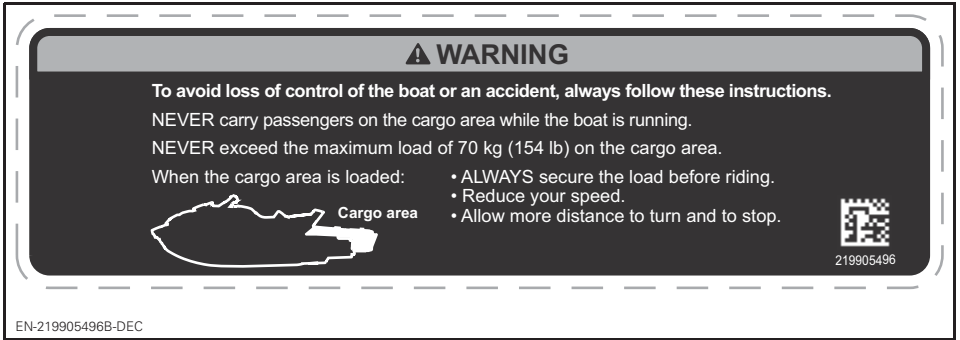 WARNING
To avoid loss of control of the boat or an accident, always follow these instructions.
NEVER carry passengers on the cargo area while the boat is running.
NEVER exceed the maximum load of 70 kg (154 lb) on the cargo area.
When the cargo area is loaded:
• ALWAYS secure the load before riding.
• Reduce your speed.
• Allow more distance to turn and to stop.
Cargo area
219905496
EN-219905496B-DEC